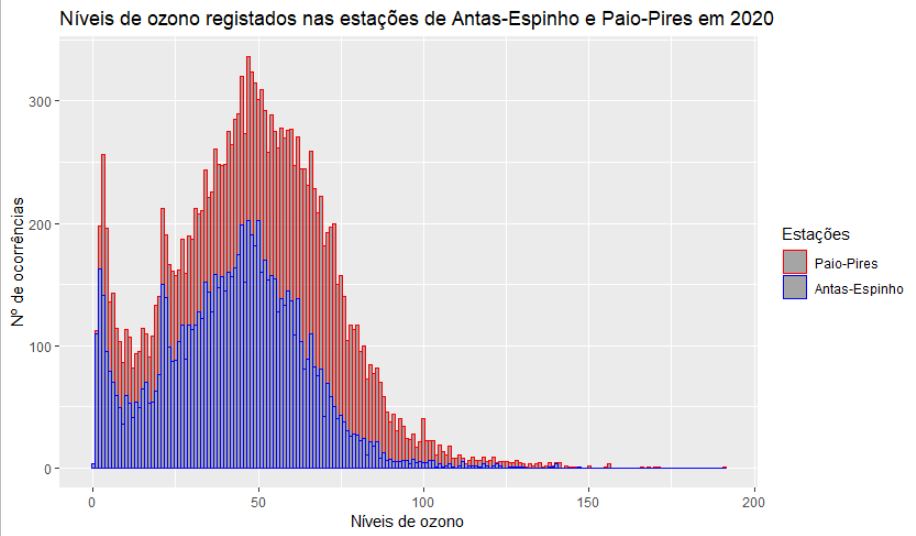 Níveis de ozono registados nas estações de Antas-Espinho e Paio-Pires em 2020
300
200
100
0
Nº de ocorrências
0 50 100 150 200
Níveis de ozono
Estações
Paio-Pires
Antas-Espinho